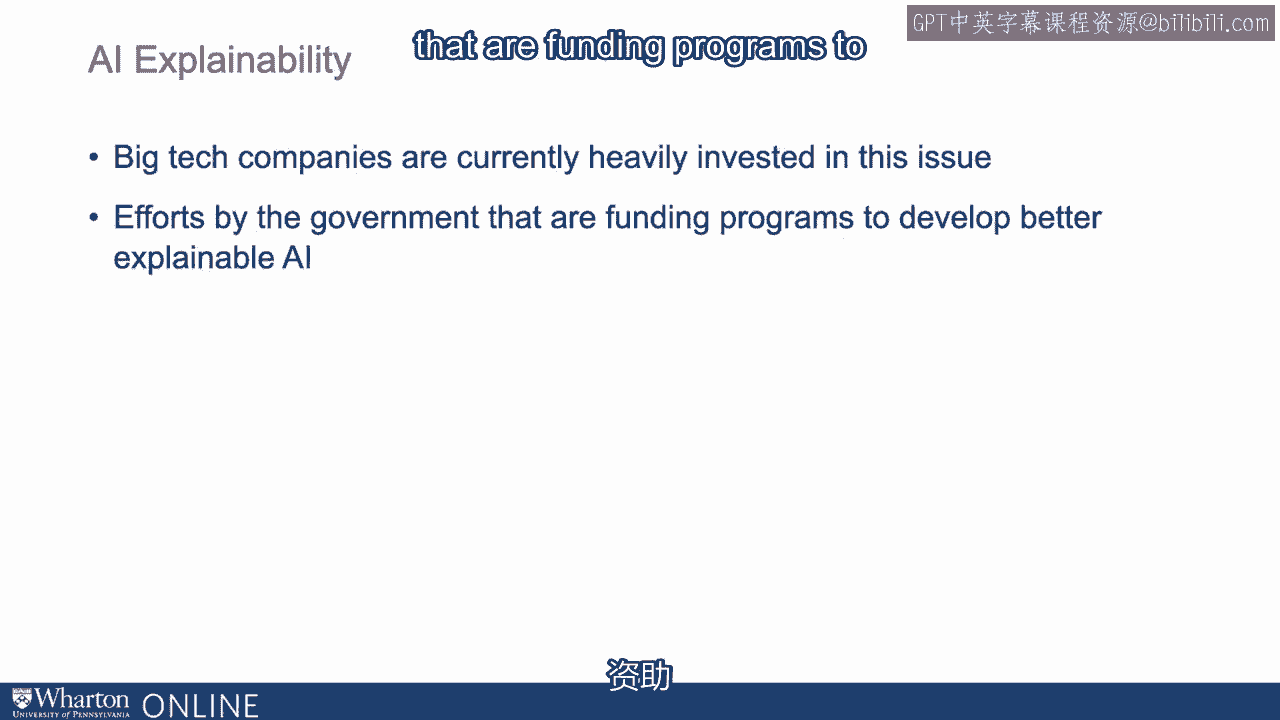 GPT中英字幕课程资源@bilibili.com
that are funding programs to
AI Explainability
• Big tech companies are currently heavily invested in this issue
• Efforts by the government that are funding programs to develop better
explainable AI
资助
Wharton
UNIVERSITY of PENNSYLVANIA
ONLINE